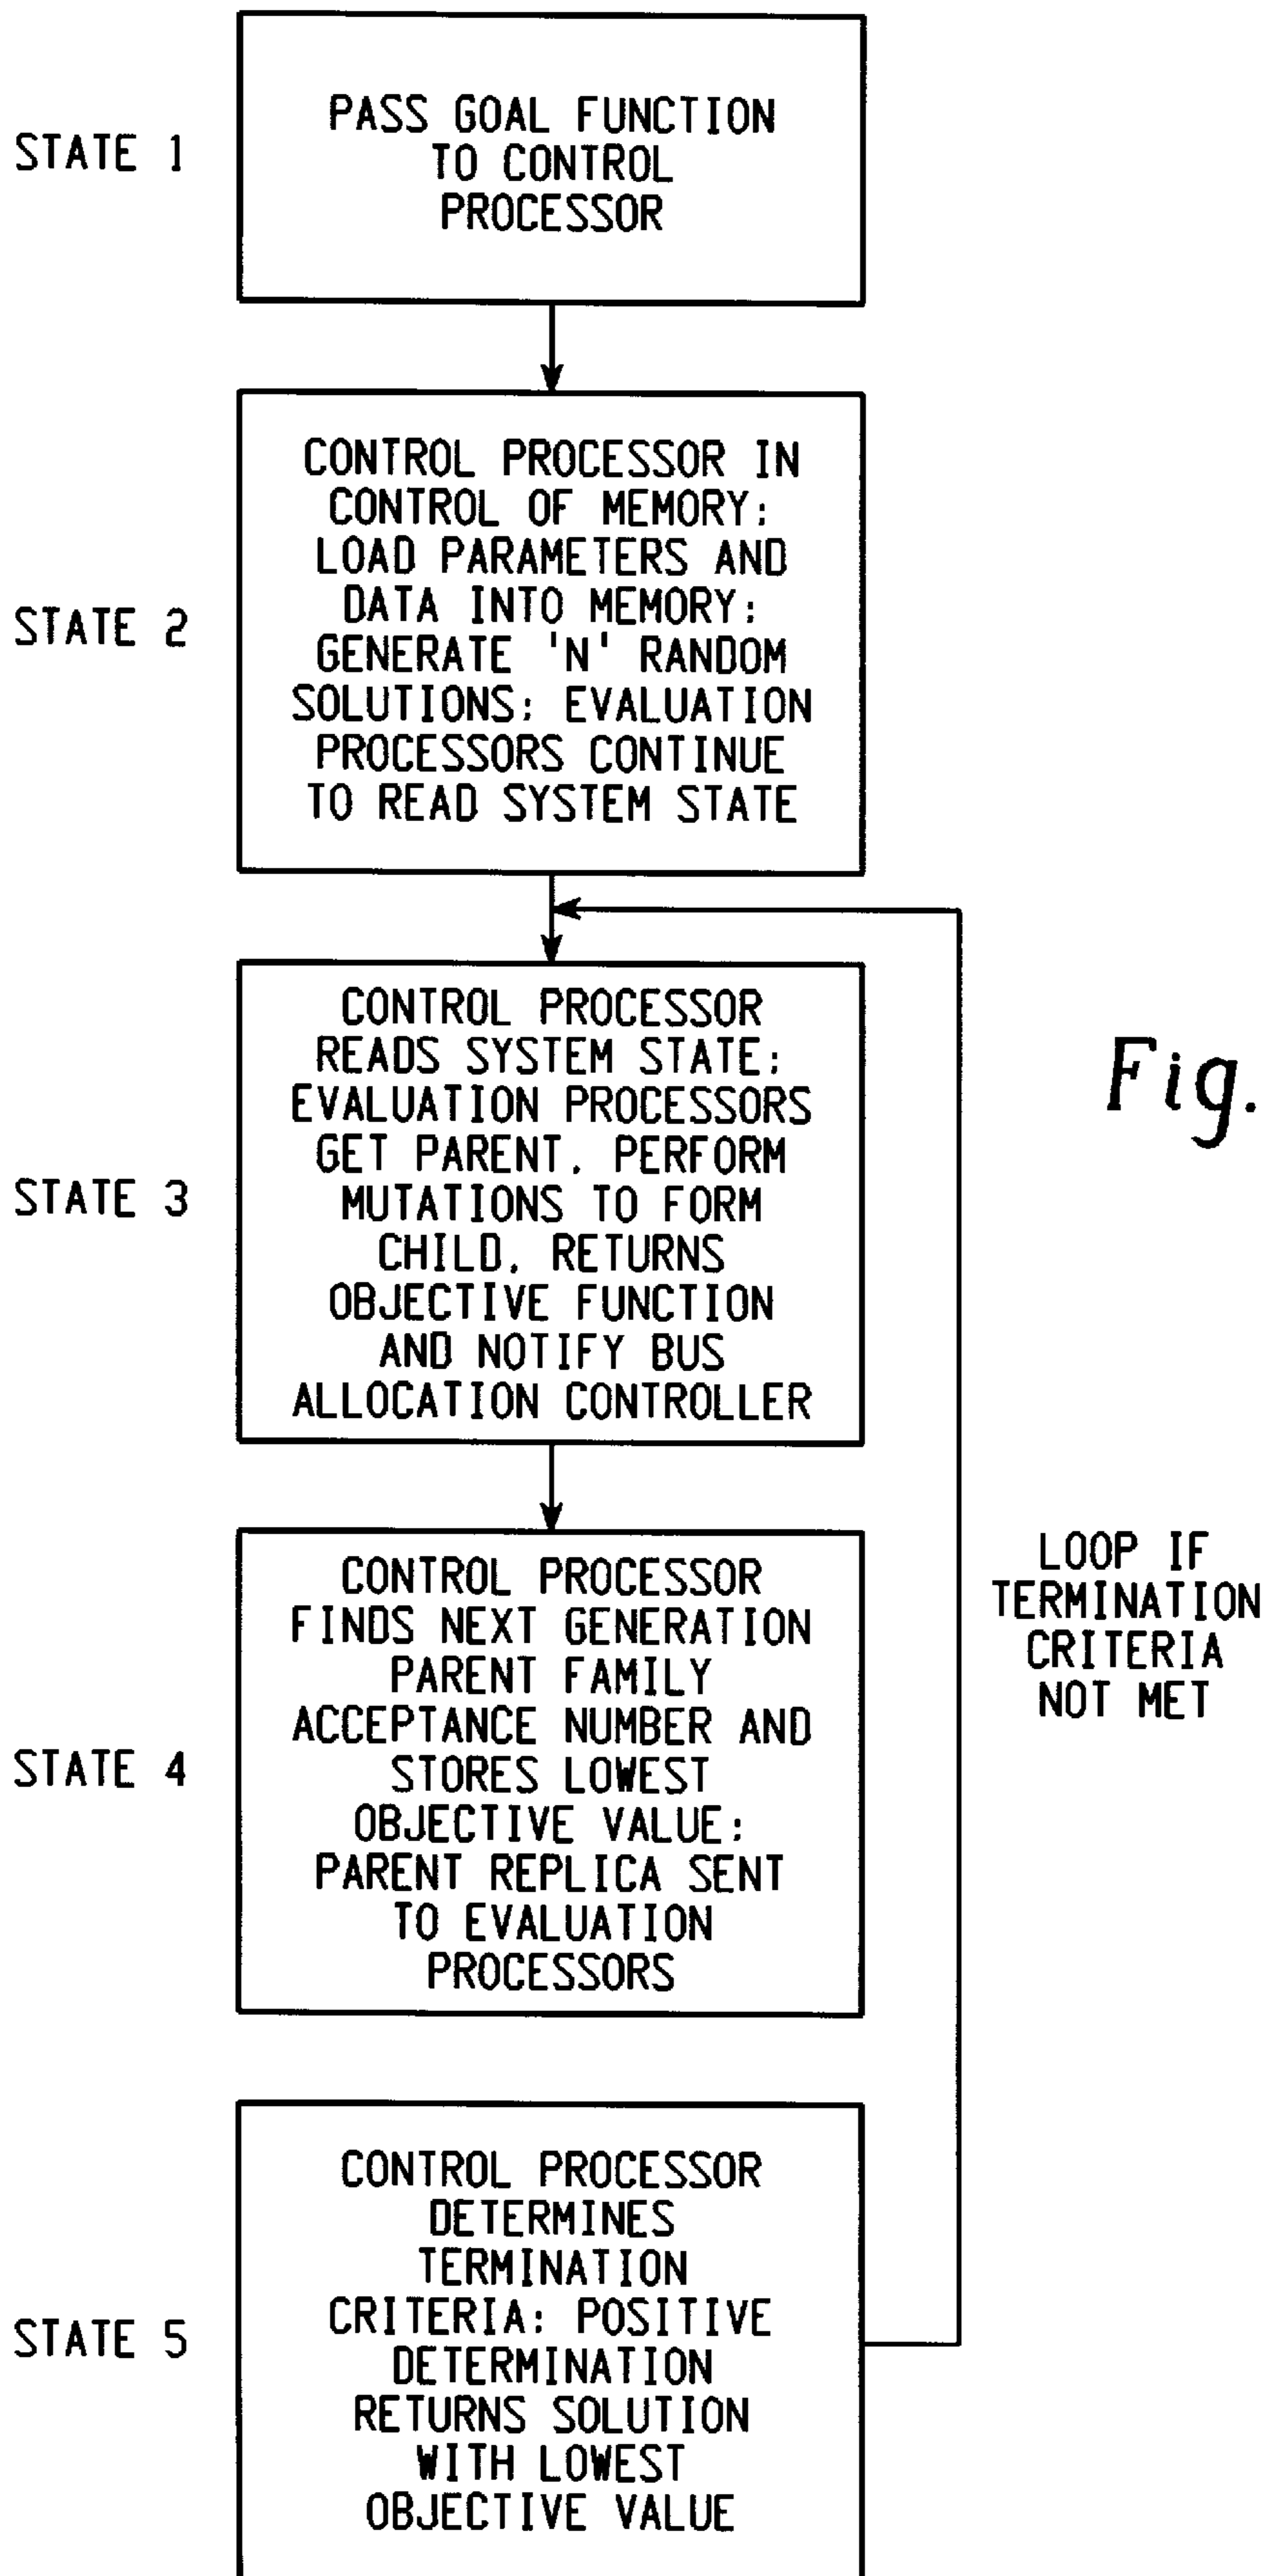 STATE 1
PASS GOAL FUNCTION
TO CONTROL
PROCESSOR
STATE 2
CONTROL PROCESSOR IN
CONTROL OF MEMORY;
LOAD PARAMETERS AND
DATA INTO MEMORY;
GENERATE 'N' RANDOM
SOLUTIONS; EVALUATION
PROCESSORS CONTINUE
TO READ SYSTEM STATE
STATE 3
CONTROL PROCESSOR
READS SYSTEM STATE;
EVALUATION PROCESSORS
GET PARENT, PERFORM
MUTATIONS TO FORM
CHILD, RETURNS
OBJECTIVE FUNCTION
AND NOTIFY BUS
ALLOCATION CONTROLLER
Fig.
STATE 4
CONTROL PROCESSOR
FINDS NEXT GENERATION
PARENT FAMILY
ACCEPTANCE NUMBER AND
STORES LOWEST
OBJECTIVE VALUE;
PARENT REPLICA SENT
TO EVALUATION
PROCESSORS
LOOP IF
TERMINATION
CRITERIA
NOT MET
STATE 5
CONTROL PROCESSOR
DETERMINES
TERMINATION
CRITERIA: POSITIVE
DETERMINATION
RETURNS SOLUTION
WITH LOWEST
OBJECTIVE VALUE